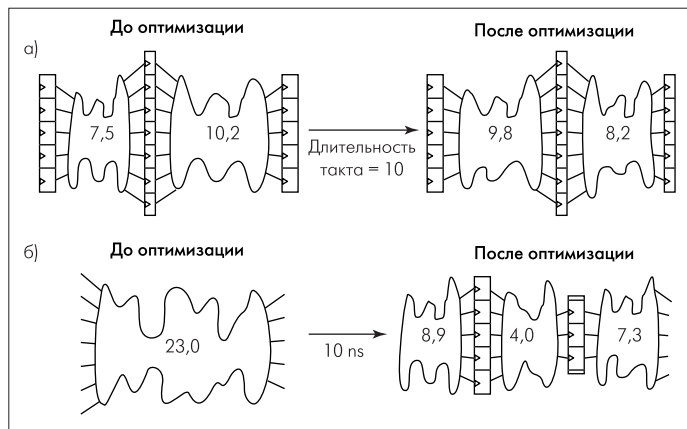 До оптимизации
После оптимизации
а)
7,5
10,2
Длительность
такта = 10
9,8
8,2
б)
До оптимизации
После оптимизации
23,0
10 ns
8,9
4,0
7,3